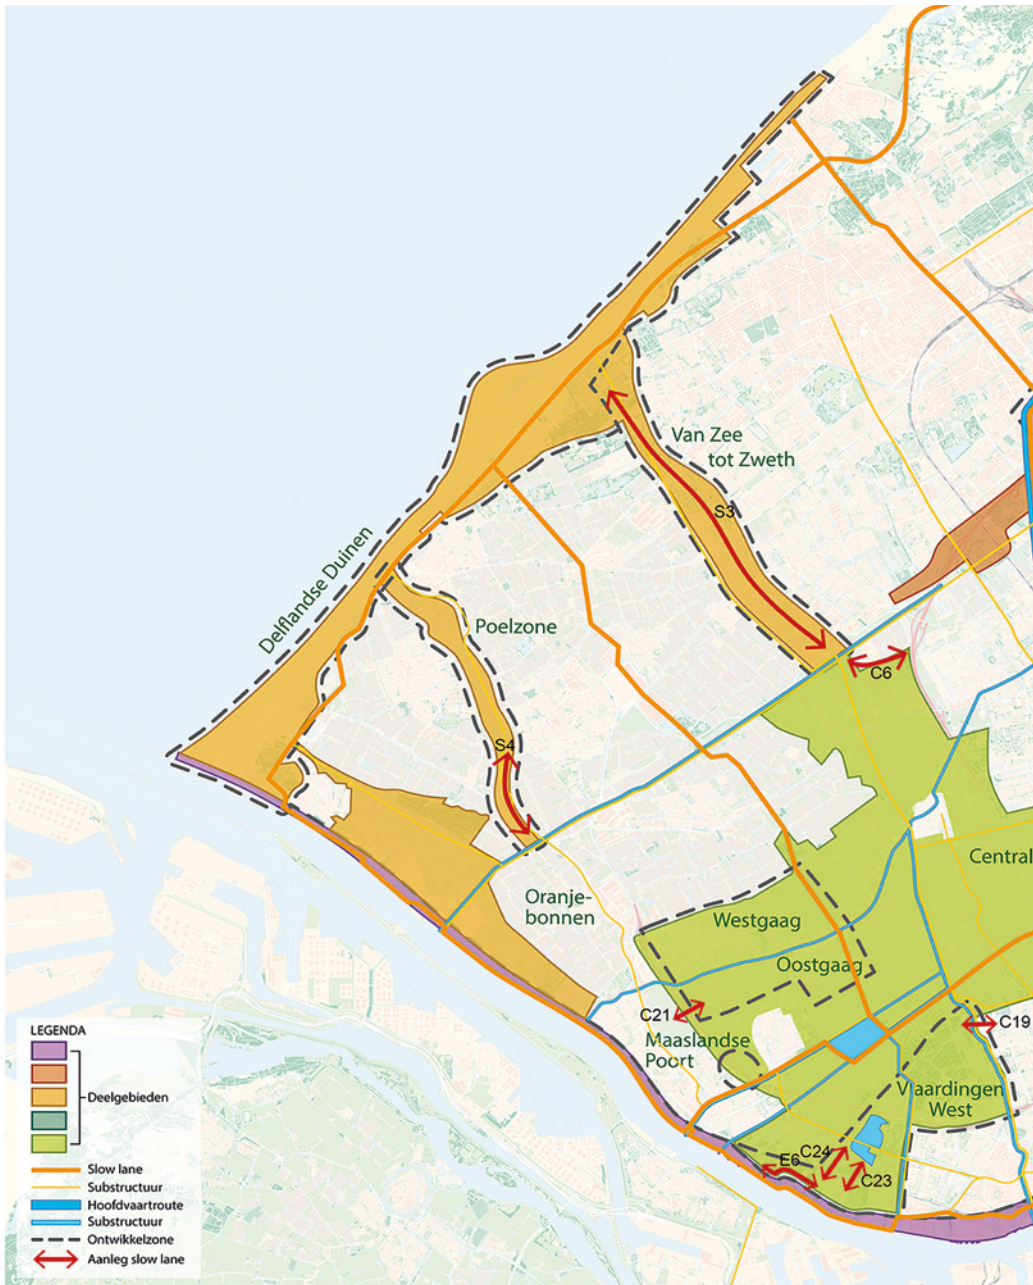 Van Zee
tot Zweth
S3
Delflandse Duinen
Poelzone
C6
S4
Central
Oranje-
bonnen
Westgaag
Oostgaag
C21
C19
Maaslandse
Poort
Vlaardingen
West
C24
E6
C23
LEGENDA
Deelgebieden
Slow lane
Substructuur
Hoofdvaartroute
Substructuur
Ontwikkelzone
Aanleg slow lane